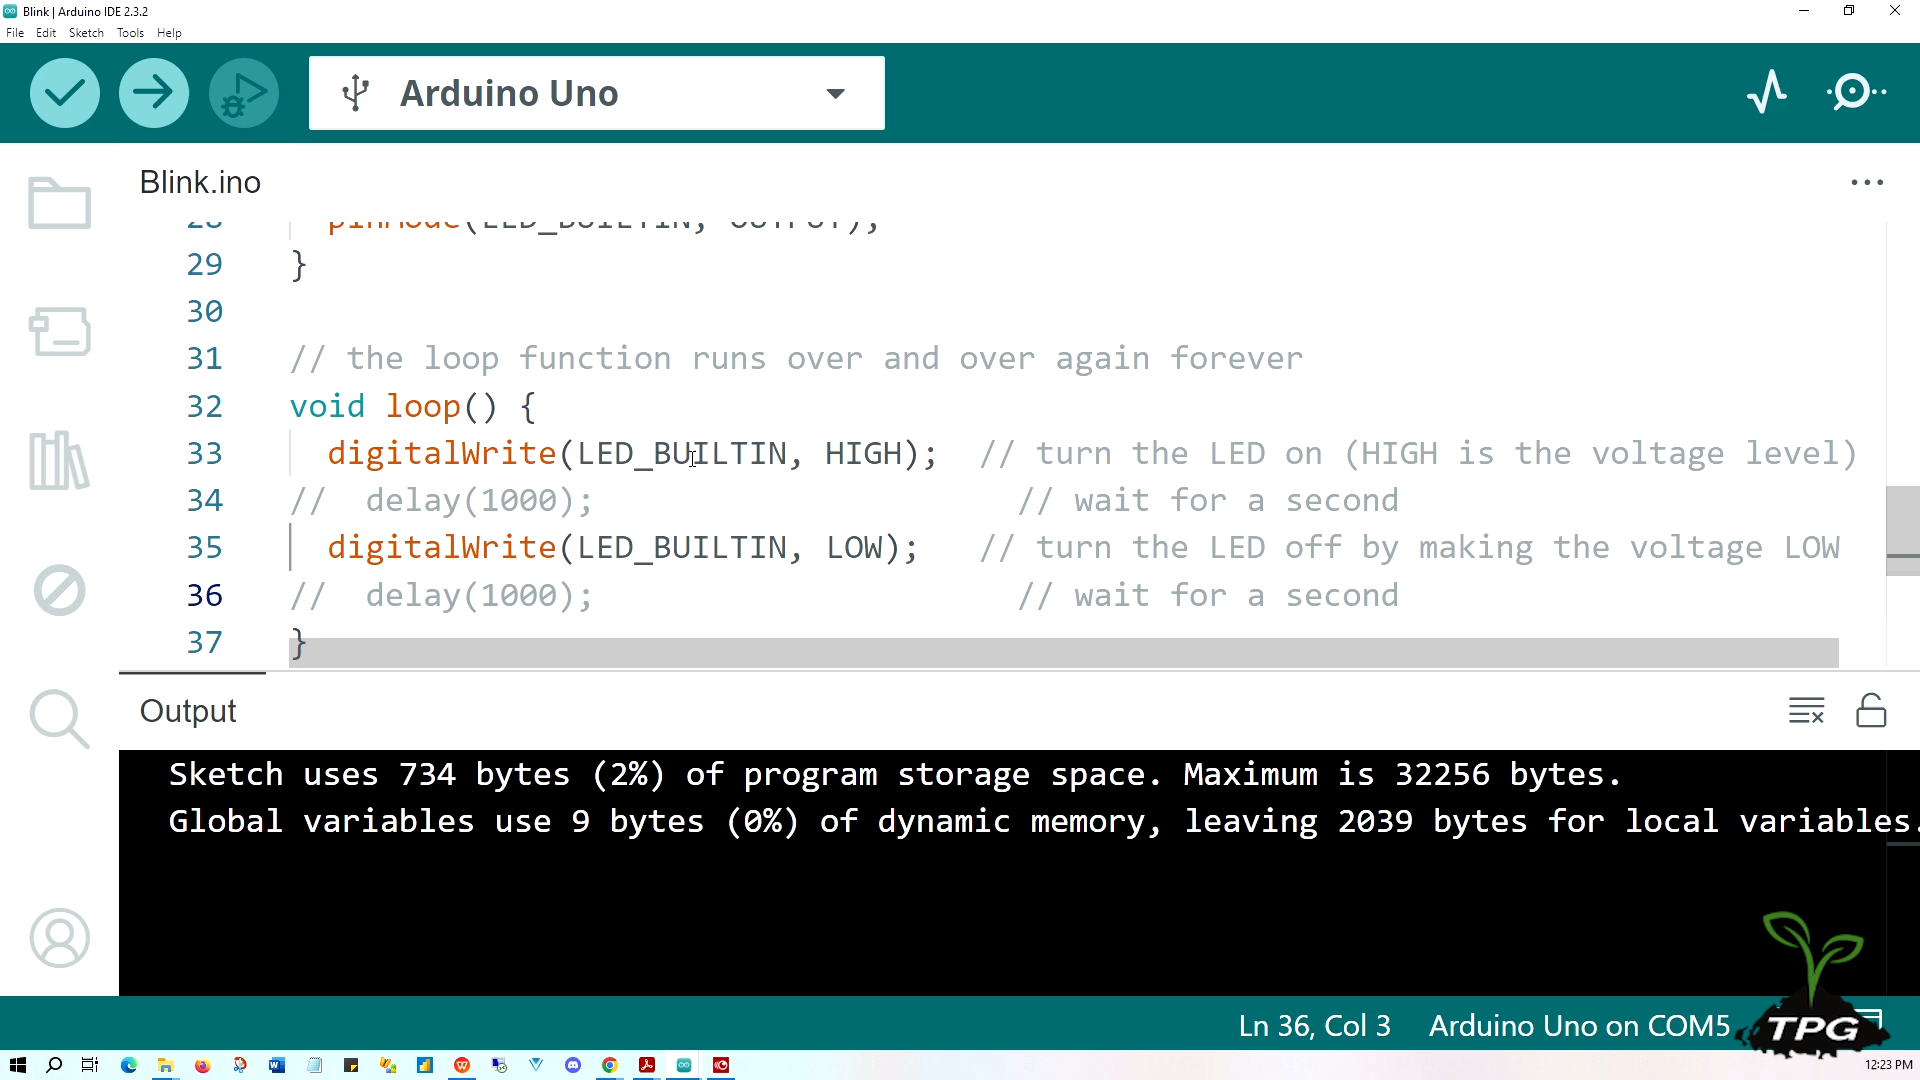 Blink | Arduino IDE 2.3.2
File Edit Sketch Tools Help
Arduino Uno
Blink.ino
28 pinMode(LED_BUILTIN, OUTPUT);
29 }
30
31 // the loop function runs over and over again forever
32 void loop() {
33 digitalWrite(LED_BUILTIN, HIGH); // turn the LED on (HIGH is the voltage level)
34 // delay(1000); // wait for a second
35 digitalWrite(LED_BUILTIN, LOW); // turn the LED off by making the voltage LOW
36 // delay(1000); // wait for a second
37 }
Output
Sketch uses 734 bytes (2%) of program storage space. Maximum is 32256 bytes.
Global variables use 9 bytes (0%) of dynamic memory, leaving 2039 bytes for local variables.
Ln 36, Col 3 Arduino Uno on COM5
TPG
12:23 PM